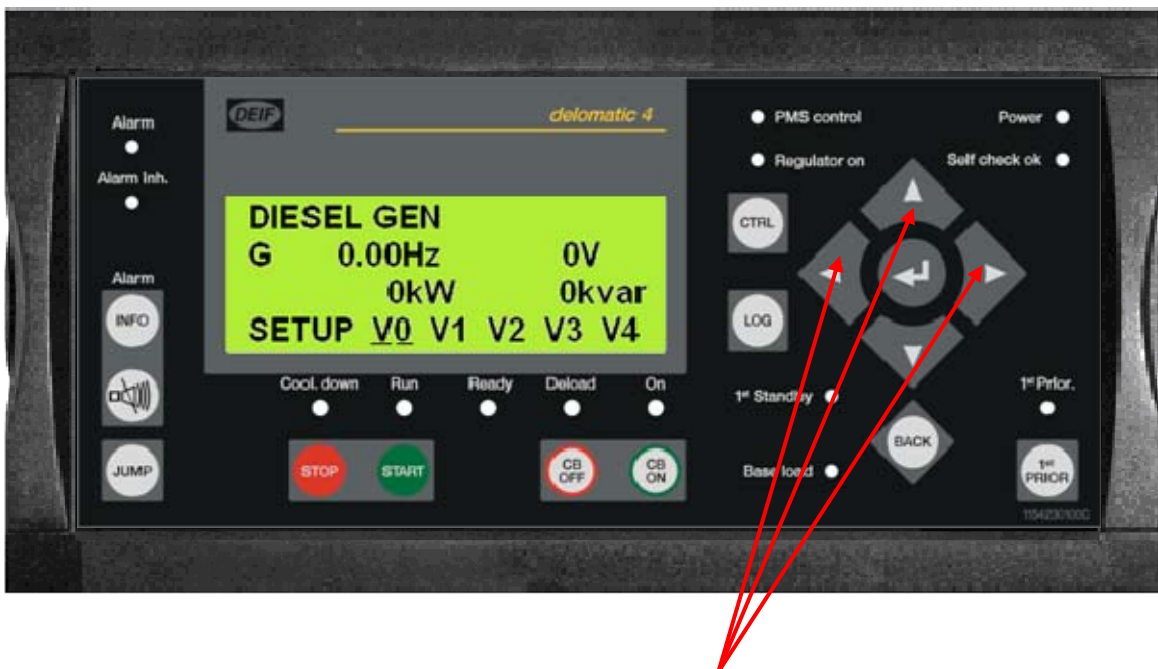 DEIF
delomatic 4
Alarm
Alarm Inh.
DIESEL GEN
G 0.00Hz 0V
0kW 0kvar
SETUP V0 V1 V2 V3 V4
Alarm
INFO
JUMP
Cool. down Run Ready Deload On
STOP START CB OFF CB ON
PMS control Power
Regulator on Self check ok
CTRL
LOG
1st Standby
BACK
Base load
1st Prior.
1st PRIOR
1154230100C